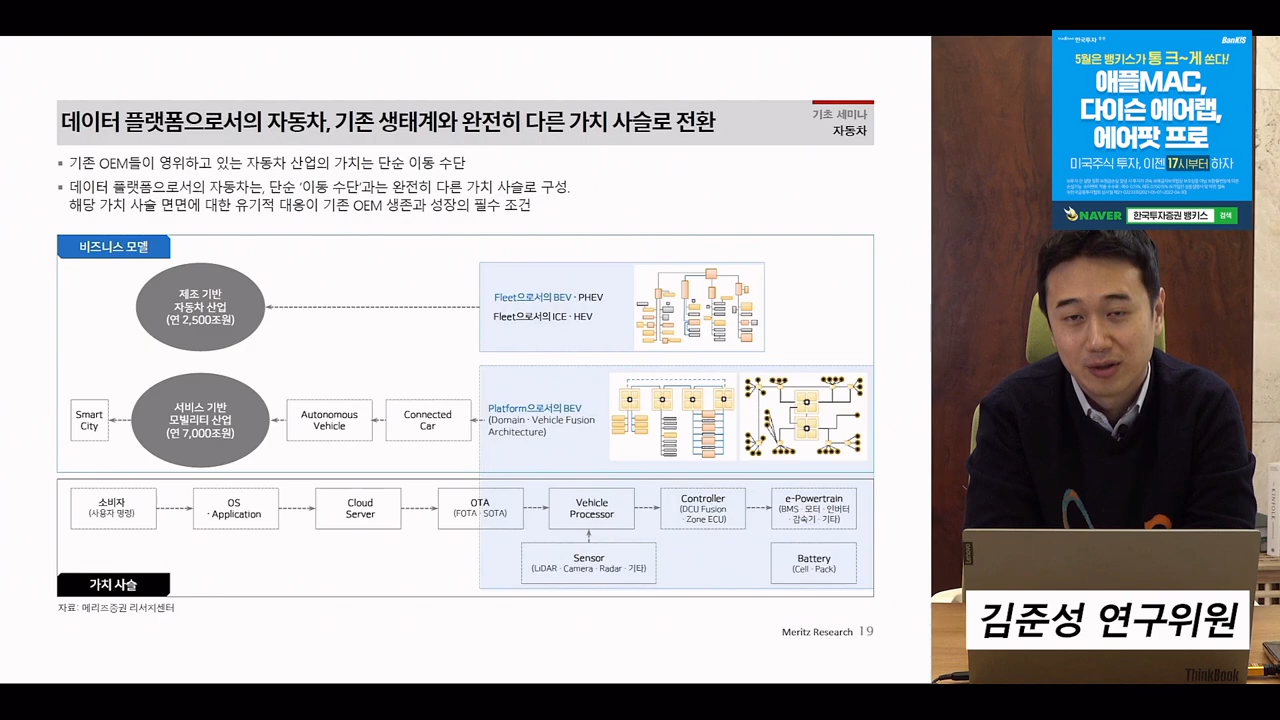 데이터 플랫폼으로서의 자동차, 기존 생태계와 완전히 다른 가치 사슬로 전환
기초 세미나
자동차
기존 OEM들이 영위하고 있는 자동차 산업의 가치는 단순 이동 수단
데이터 플랫폼으로서의 자동차는, 단순 '이동 수단'과는 완전히 다른 가치 사슬로 구성.
해당 가치 사슬 면면에 대한 유기적 대응이 기존 OEM 생존과 성장의 필수 조건
비즈니스 모델
제조 기반
자동차 산업
(연 2,500조원)
Fleet으로서의 BEV · PHEV
Fleet으로서의 ICE · HEV
Smart
City
서비스 기반
모빌리티 산업
(연 7,000조원)
Autonomous
Vehicle
Connected
Car
Platform으로서의 BEV
(Domain · Vehicle Fusion
Architecture)
소비자
(사용자 명령)
OS
· Application
Cloud
Server
OTA
(FOTA · SOTA)
Vehicle
Processor
Controller
(DCU Fusion
· Zone ECU)
e-Powertrain
(BMS · 모터 · 인버터
· 감속기 · 기타)
Sensor
(LiDAR · Camera · Radar · 기타)
Battery
(Cell · Pack)
가치 사슬
자료: 메리츠증권 리서치센터
Meritz Research 19
한국투자증권
BanKIS
5월은 뱅키스가 통 크~게 쏜다!
애플MAC,
다이슨 에어랩,
에어팟 프로
미국주식 투자, 이젠 17시부터 하자
NAVER 한국투자증권 뱅키스 검색
김준성 연구위원
lenovo
ThinkBook